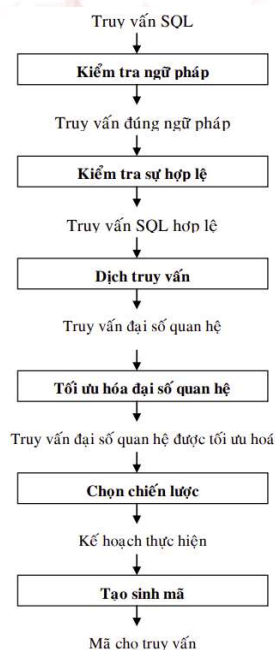 Truy vấn SQL
Kiểm tra ngữ pháp
Truy vấn đúng ngữ pháp
Kiểm tra sự hợp lệ
Truy vấn SQL hợp lệ
Dịch truy vấn
Truy vấn đại số quan hệ
Tối ưu hóa đại số quan hệ
Truy vấn đại số quan hệ được tối ưu hoá
Chọn chiến lược
Kế hoạch thực hiện
Tạo sinh mã
Mã cho truy vấn